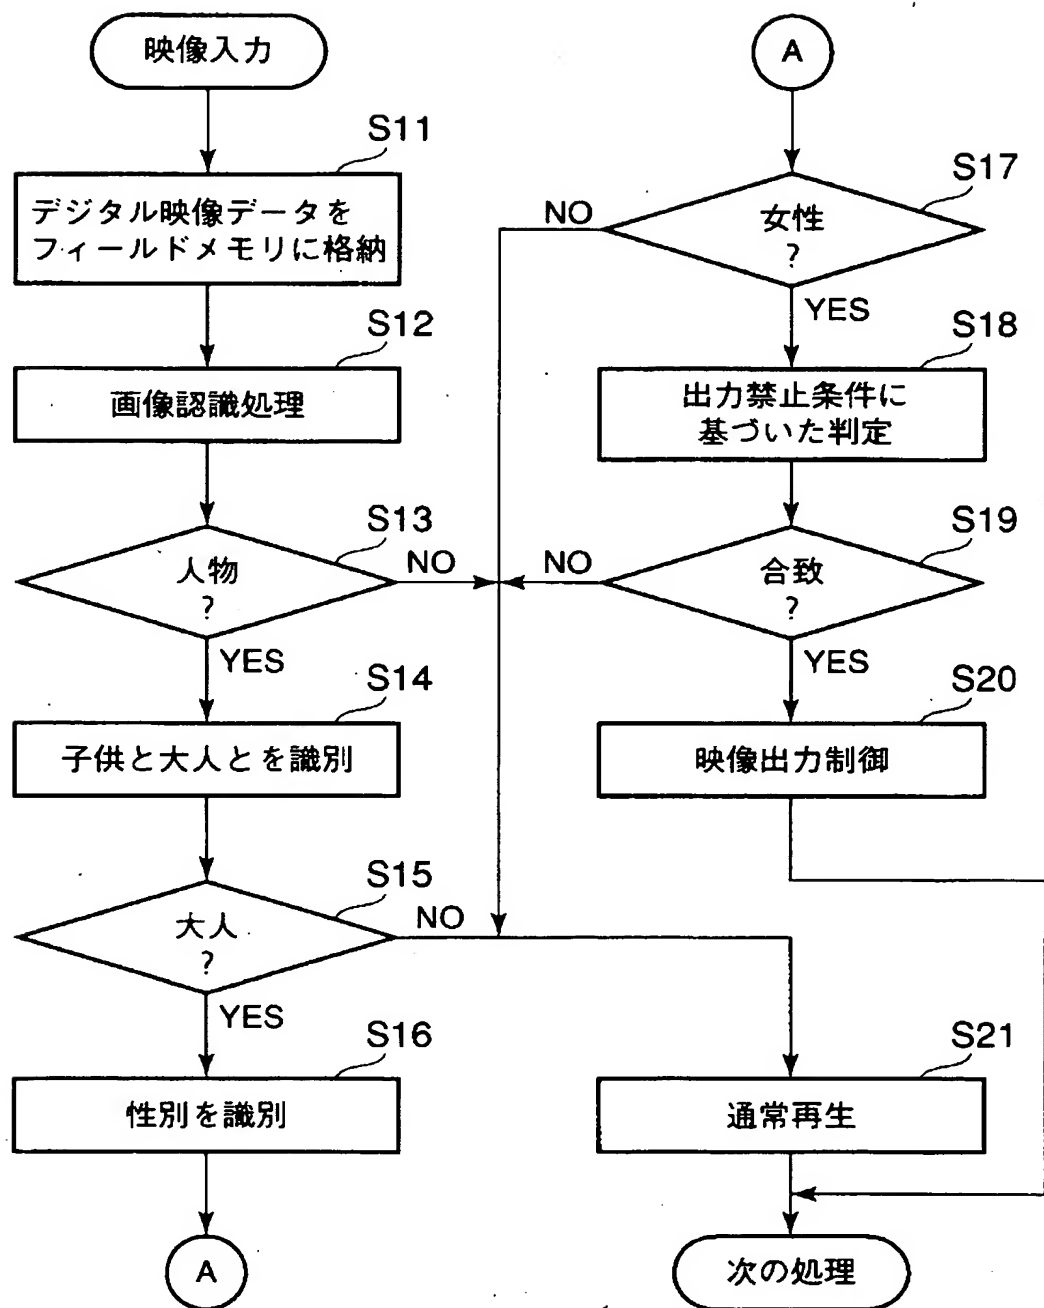 映像入力
S11
デジタル映像データを
フィールドメモリに格納
S12
画像認識処理
S13
人物
?
NO
YES
S14
子供と大人とを識別
S15
大人
?
NO
YES
S16
性別を識別
A
A
S17
女性
?
NO
YES
S18
出力禁止条件に
基づいた判定
S19
合致
?
NO
YES
S20
映像出力制御
S21
通常再生
次の処理